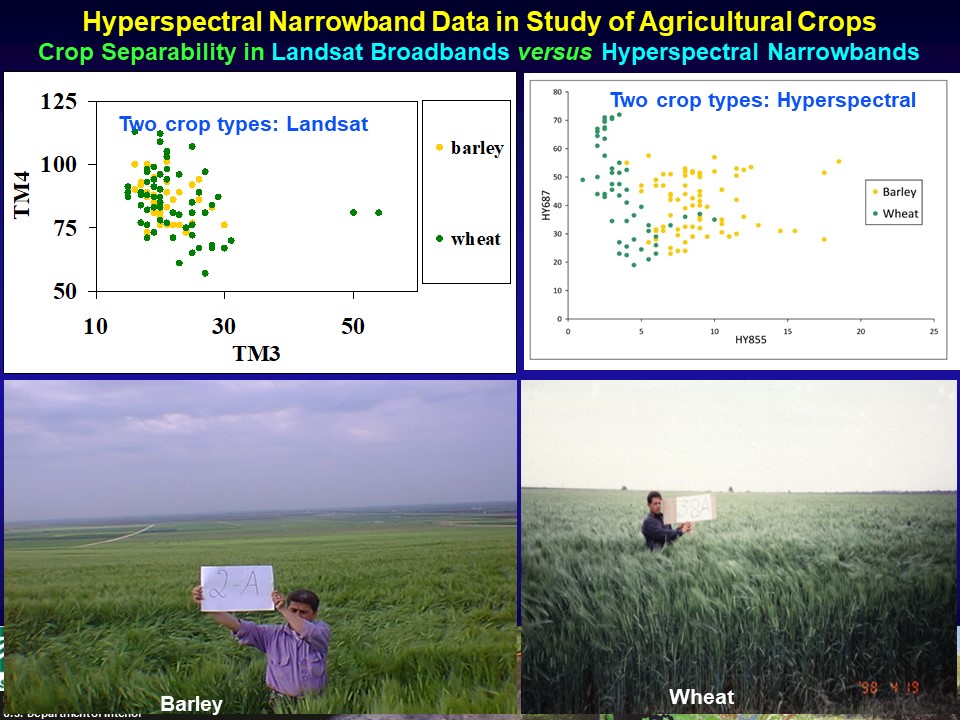 Hyperspectral Narrowband Data in Study of Agricultural Crops
Crop Separability in Landsat Broadbands versus Hyperspectral Narrowbands
Two crop types: Landsat
125
100
75
50
TM4
10 30 50
TM3
barley
wheat
Two crop types: Hyperspectral
80
70
60
50
40
30
20
10
0
HY687
0 5 10 15 20 25
HY855
Barley
Wheat
2-A
Barley
38A
'98 4 19
Wheat
U.S. Department of Interior